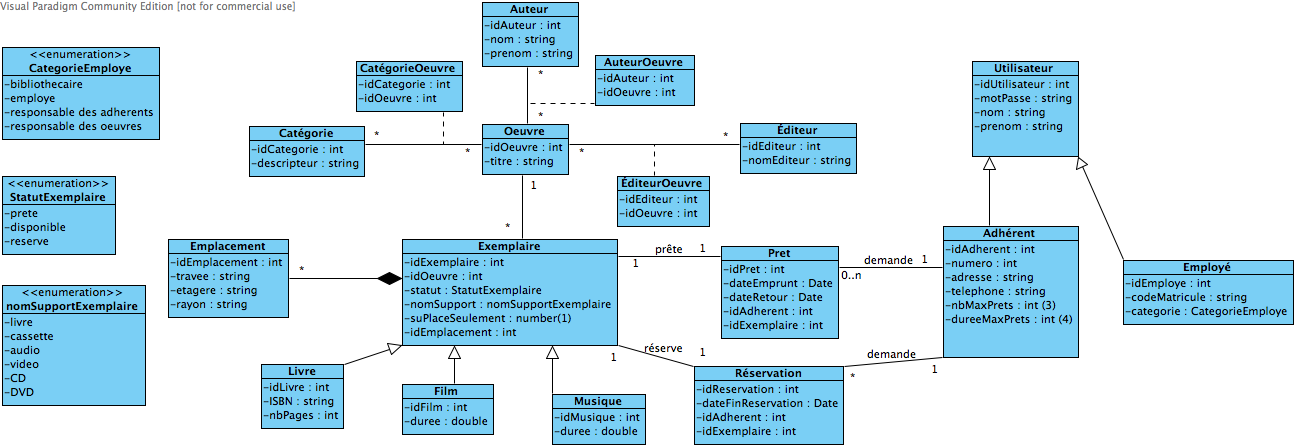 Visual Paradigm Community Edition [not for commercial use]
Auteur
-idAuteur : int
-nom : string
-prenom : string
<<enumeration>>
CategorieEmploye
-bibliothecaire
-employe
-responsable des adherents
-responsable des oeuvres
CatégorieOeuvre
-idCategorie : int
-idOeuvre : int
AuteurOeuvre
-idAuteur : int
-idOeuvre : int
Utilisateur
-idUtilisateur : int
-motPasse : string
-nom : string
-prenom : string
*
*
Catégorie
-idCategorie : int
-descripteur : string
*
*
Oeuvre
-idOeuvre : int
-titre : string
*
*
Éditeur
-idEditeur : int
-nomEditeur : string
<<enumeration>>
StatutExemplaire
-prete
-disponible
-reserve
ÉditeurOeuvre
-idEditeur : int
-idOeuvre : int
1
*
Emplacement
-idEmplacement : int
-travee : string
-etagere : string
-rayon : string
*
Exemplaire
-idExemplaire : int
-idOeuvre : int
-statut : StatutExemplaire
-nomSupport : nomSupportExemplaire
-suPlaceSeulement : number(1)
-idEmplacement : int
prête
1
1
Pret
-idPret : int
-dateEmprunt : Date
-dateRetour : Date
-idAdherent : int
-idExemplaire : int
demande
1
0..n
Adhérent
-idAdherent : int
-numero : int
-adresse : string
-telephone : string
-nbMaxPrets : int (3)
-dureeMaxPrets : int (4)
Employé
-idEmploye : int
-codeMatricule : string
-categorie : CategorieEmploye
<<enumeration>>
nomSupportExemplaire
-livre
-cassette
-audio
-video
-CD
-DVD
réserve
1
1
demande
1
*
Livre
-idLivre : int
-ISBN : string
-nbPages : int
Film
-idFilm : int
-duree : double
Musique
-idMusique : int
-duree : double
Réservation
-idReservation : int
-dateFinReservation : Date
-idAdherent : int
-idExemplaire : int